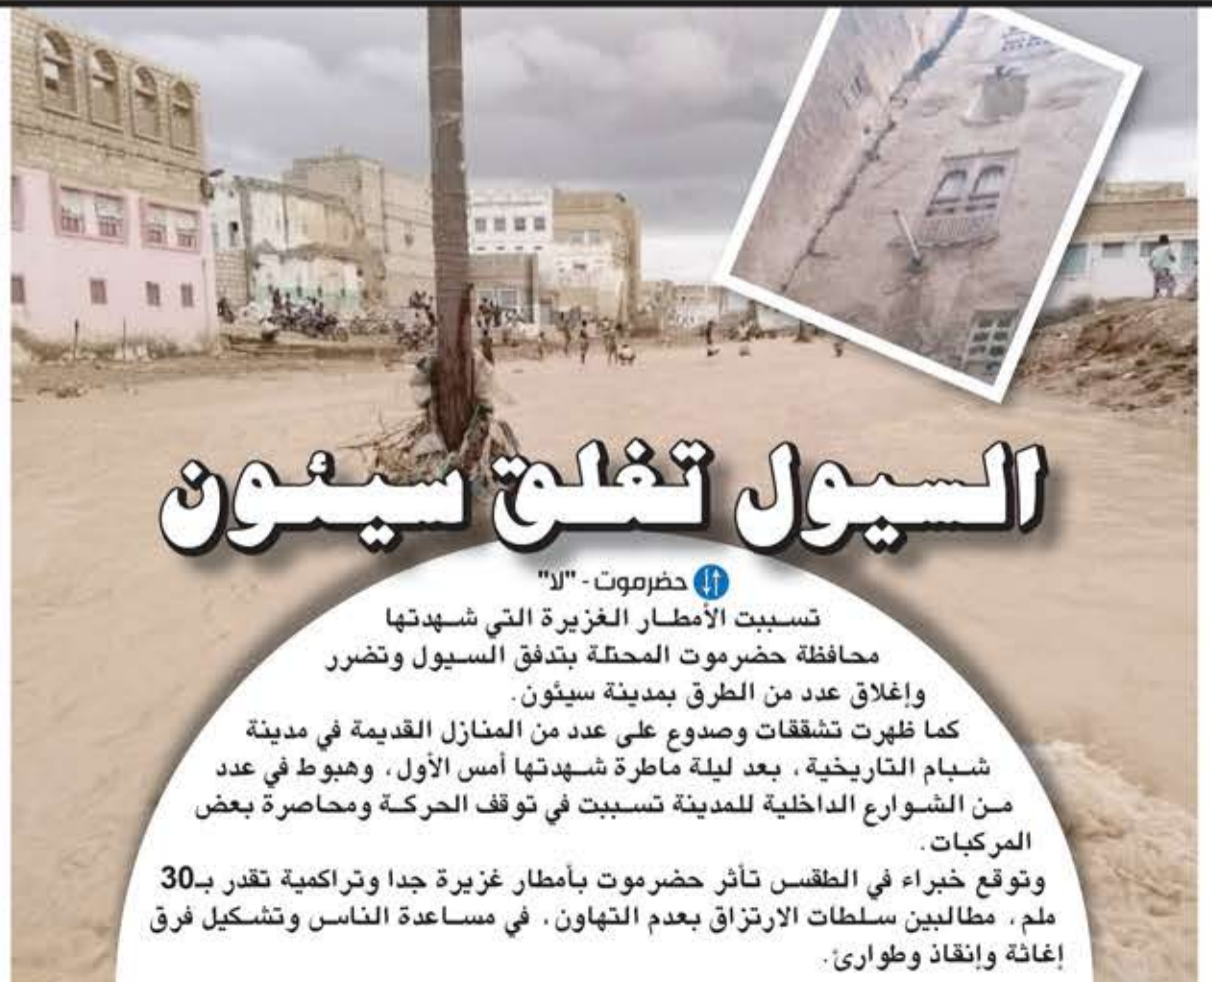 السيول تغلق سيئون
حضرموت - "لا"
تسببت الأمطار الغزيرة التي شهدتها
محافظة حضرموت المحتلة بتدفق السيول وتضرر
وإغلاق عدد من الطرق بمدينة سيئون.
كما ظهرت تشققات وصدوع على عدد من المنازل القديمة في مدينة
شبام التاريخية، بعد ليلة ماطرة شهدتها أمس الأول، وهبوط في عدد
من الشوارع الداخلية للمدينة تسببت في توقف الحركة ومحاصرة بعض
المركبات.
وتوقع خبراء في الطقس تأثر حضرموت بأمطار غزيرة جدا وتراكمية تقدر بـ30
ملم، مطالبين سلطات الارتزاق بعدم التهاون، في مساعدة الناس وتشكيل فرق
إغاثة وإنقاذ وطوارئ.